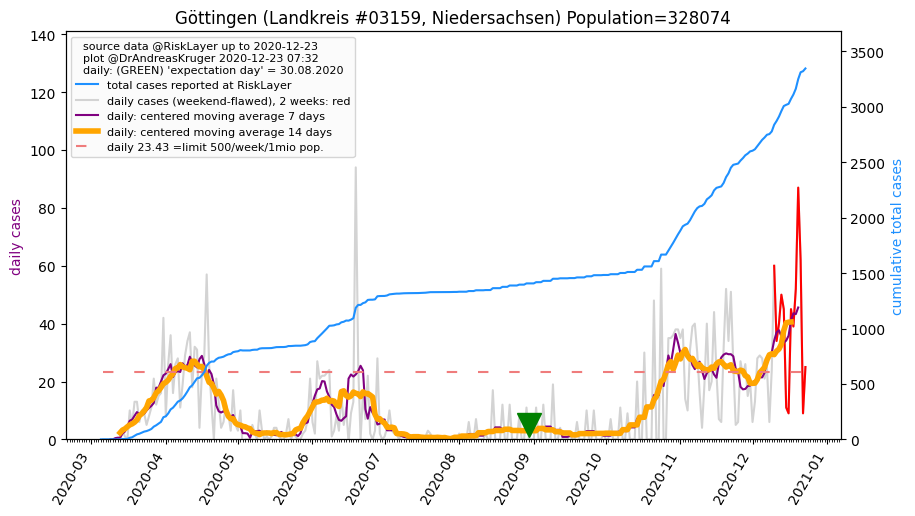 Göttingen (Landkreis #03159, Niedersachsen) Population=328074
source data @RiskLayer up to 2020-12-23
plot @DrAndreasKruger 2020-12-23 07:32
daily: (GREEN) 'expectation day' = 30.08.2020
total cases reported at RiskLayer
daily cases (weekend-flawed), 2 weeks: red
daily: centered moving average 7 days
daily: centered moving average 14 days
daily 23.43 =limit 500/week/1mio pop.
daily cases
140
120
100
80
60
40
20
0
cumulative total cases
3500
3000
2500
2000
1500
1000
500
0
2020-03
2020-04
2020-05
2020-06
2020-07
2020-08
2020-09
2020-10
2020-11
2020-12
2021-01